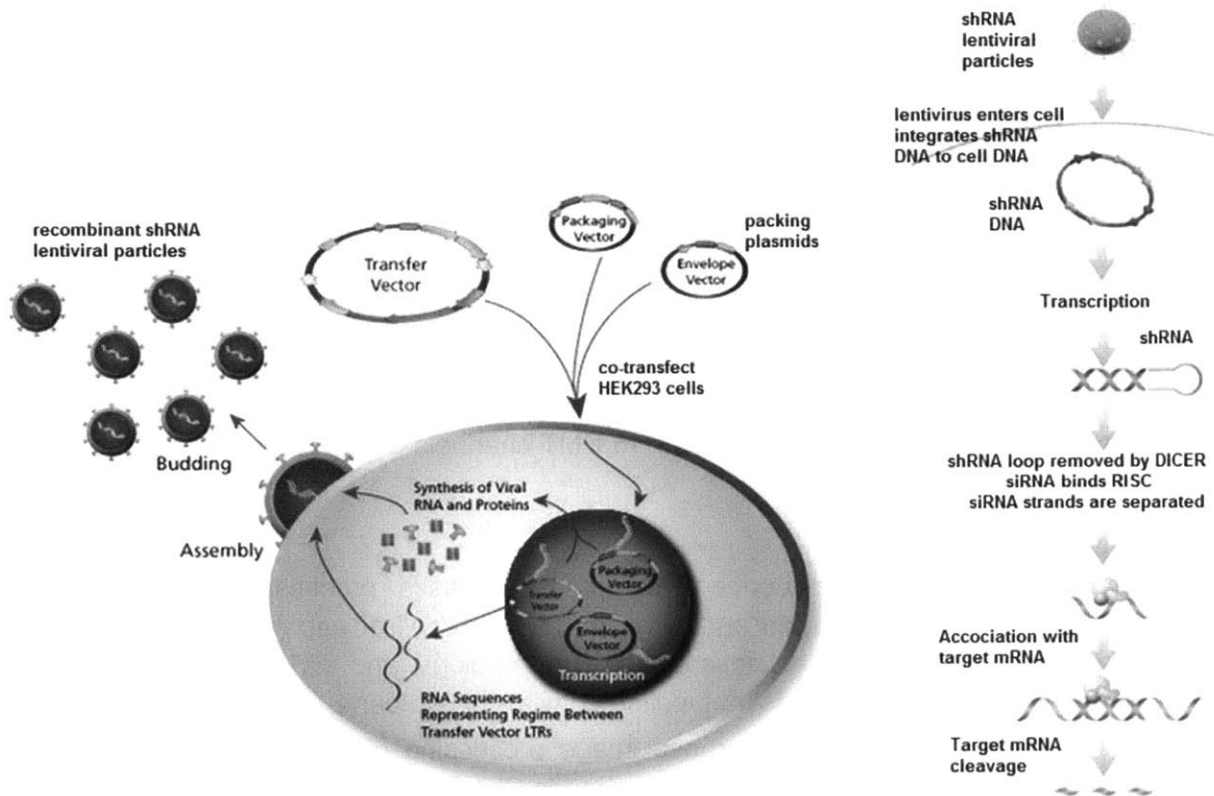 recombinant shRNA
lentiviral particles
Transfer
Vector
Packaging
Vector
Envelope
Vector
packing
plasmids
co-transfect
HEK293 cells
Budding
Assembly
Synthesis of Viral
RNA and Proteins
Packaging
Vector
Transfer
Vector
Envelope
Vector
Transcription
RNA Sequences
Representing Regime Between
Transfer Vector LTRs
shRNA
lentiviral
particles
lentivirus enters cell
integrates shRNA
DNA to cell DNA
shRNA
DNA
Transcription
shRNA
shRNA loop removed by DICER
siRNA binds RISC
siRNA strands are separated
Accociation with
target mRNA
Target mRNA
cleavage